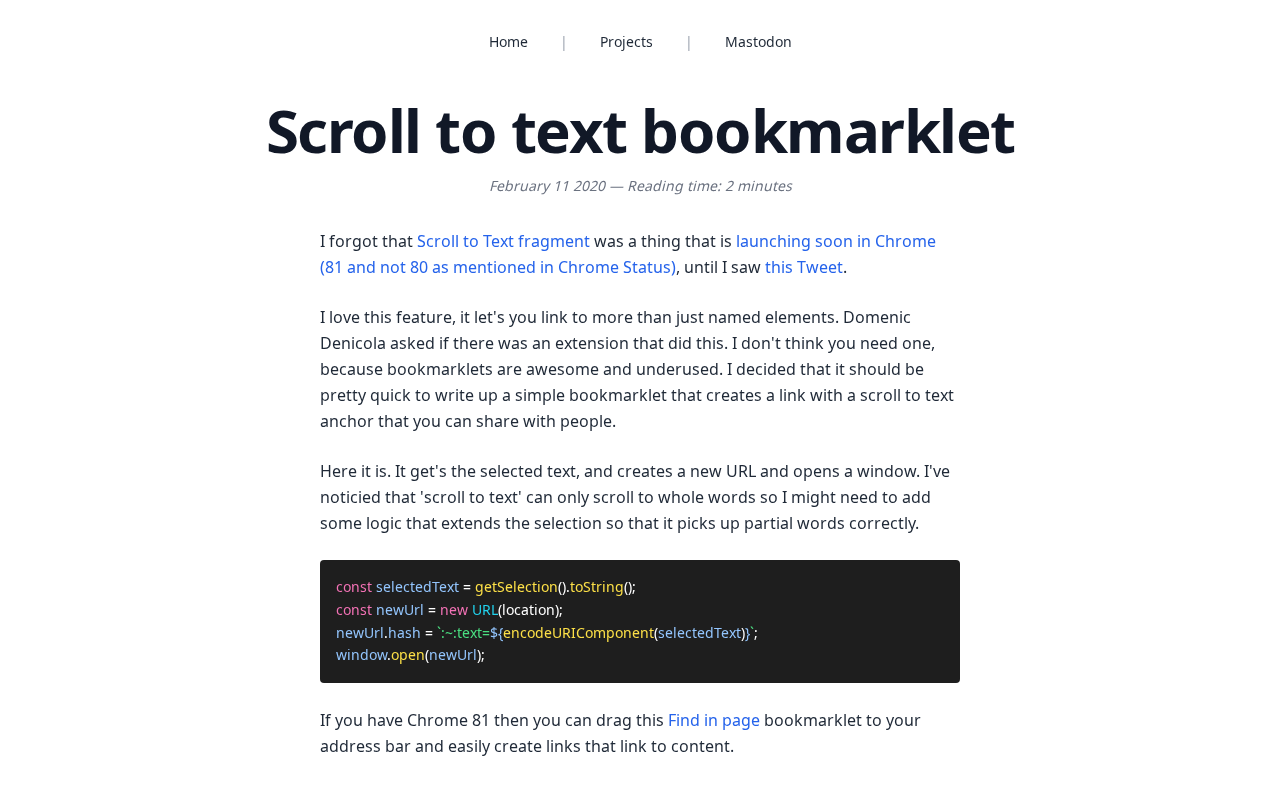 Home | Projects | Mastodon
Scroll to text bookmarklet
February 11 2020 — Reading time: 2 minutes
I forgot that Scroll to Text fragment was a thing that is launching soon in Chrome
(81 and not 80 as mentioned in Chrome Status), until I saw this Tweet.
I love this feature, it let's you link to more than just named elements. Domenic
Denicola asked if there was an extension that did this. I don't think you need one,
because bookmarklets are awesome and underused. I decided that it should be
pretty quick to write up a simple bookmarklet that creates a link with a scroll to text
anchor that you can share with people.
Here it is. It get's the selected text, and creates a new URL and opens a window. I've
noticied that 'scroll to text' can only scroll to whole words so I might need to add
some logic that extends the selection so that it picks up partial words correctly.
const selectedText = getSelection().toString();
const newUrl = new URL(location);
newUrl.hash = `:~:text=${encodeURIComponent(selectedText)}`;
window.open(newUrl);
If you have Chrome 81 then you can drag this Find in page bookmarklet to your
address bar and easily create links that link to content.